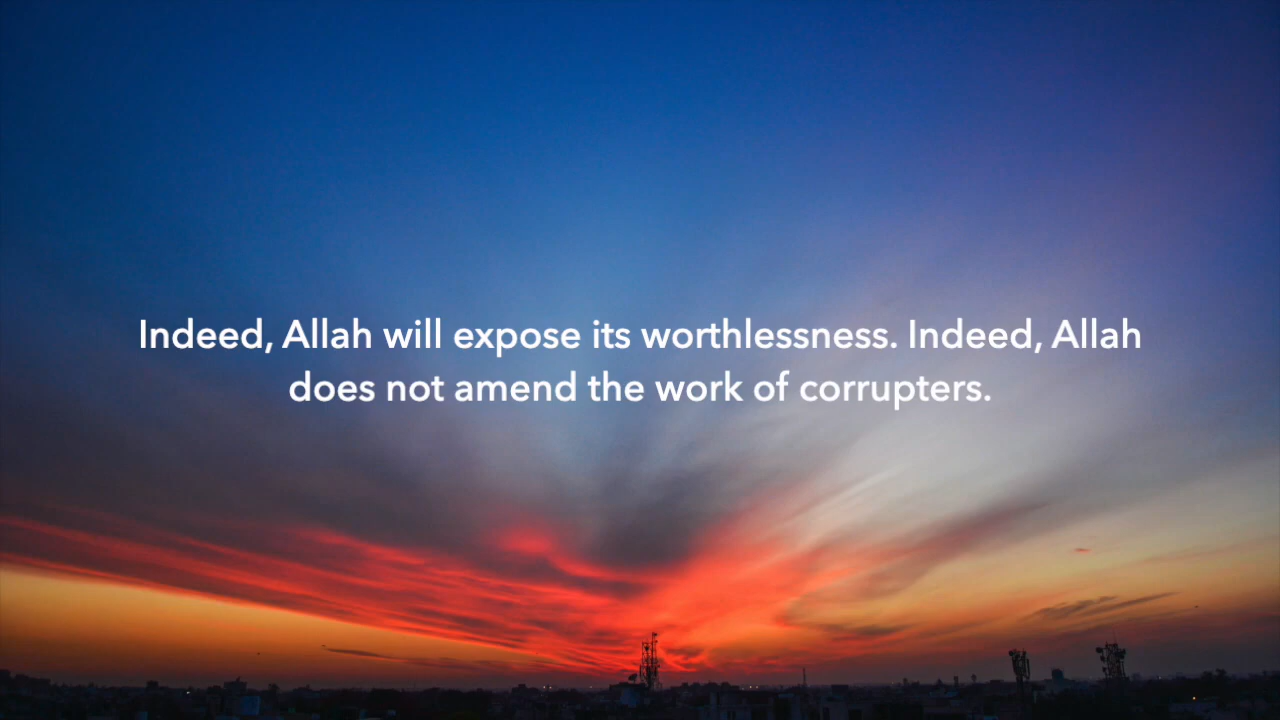 Indeed, Allah will expose its worthlessness. Indeed, Allah
does not amend the work of corrupters.